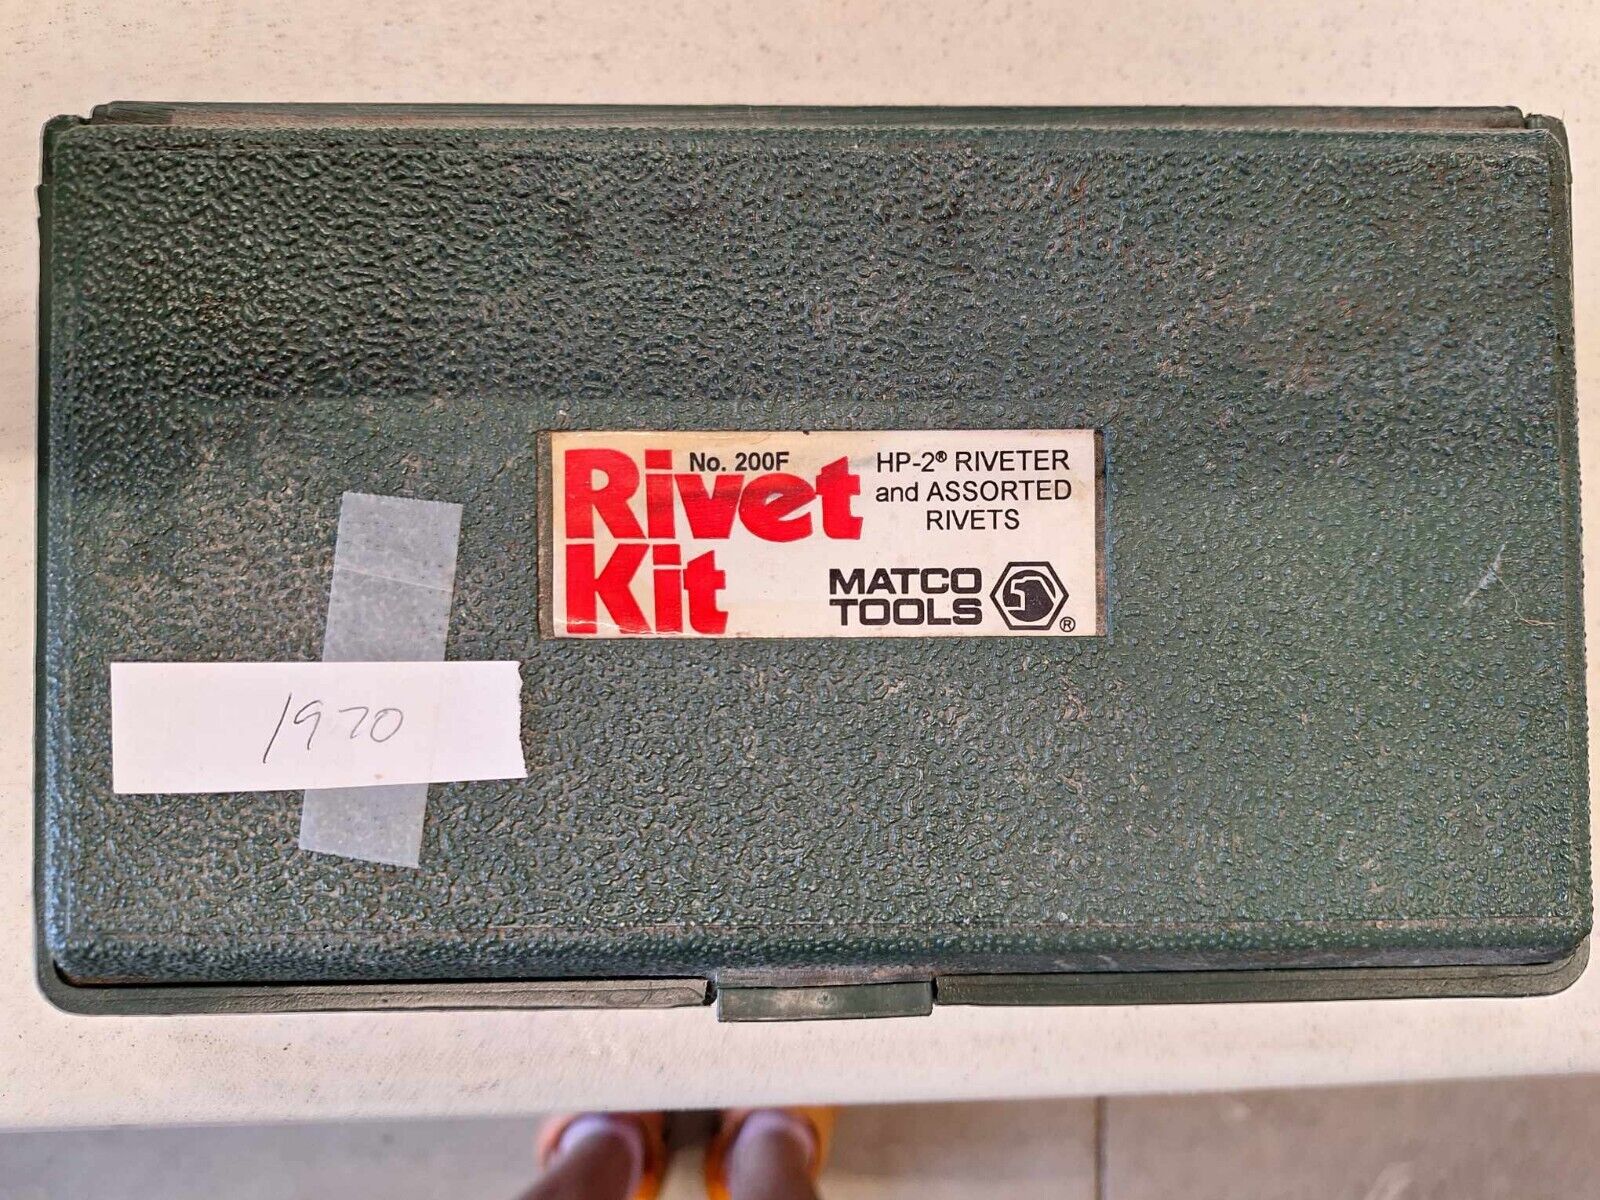 No. 200F
Rivet
Kit
HP-2® RIVETER
and ASSORTED
RIVETS
MATCO
TOOLS ®
1970